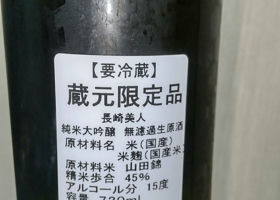 【要冷蔵】
蔵元限定品
長崎美人
純米大吟醸 無濾過生原酒
原材料名 米(国産)
米麹(国産米)
原料米 山田錦
精米歩合 45%
アルコール分 15度